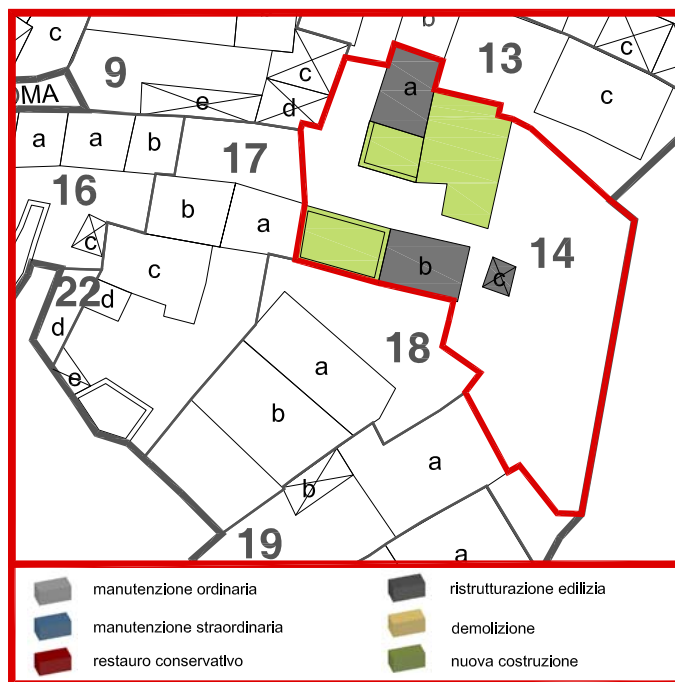 c
9
c
b
13
c
c
a
OMA
e
d
a
a
b
17
16
b
a
c
c
b
c
14
22
d
d
a
18
e
b
a
b
19
a
manutenzione ordinaria
ristrutturazione edilizia
manutenzione straordinaria
demolizione
restauro conservativo
nuova costruzione